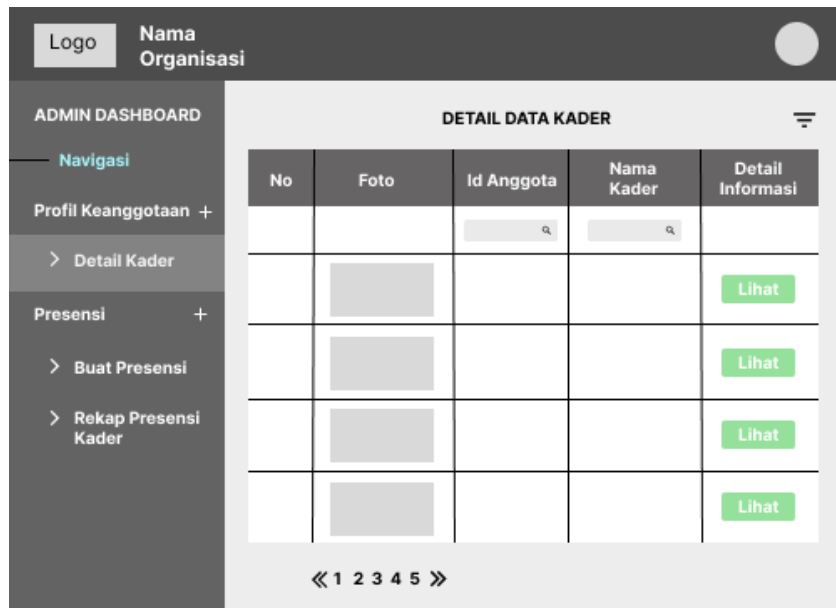 Logo
Nama
Organisasi
ADMIN DASHBOARD
Navigasi
Profil Keanggotaan +
Detail Kader
Presensi +
Buat Presensi
Rekap Presensi
Kader
DETAIL DATA KADER
No Foto Id Anggota Nama Kader Detail Informasi
Lihat
Lihat
Lihat
Lihat
« 1 2 3 4 5 »